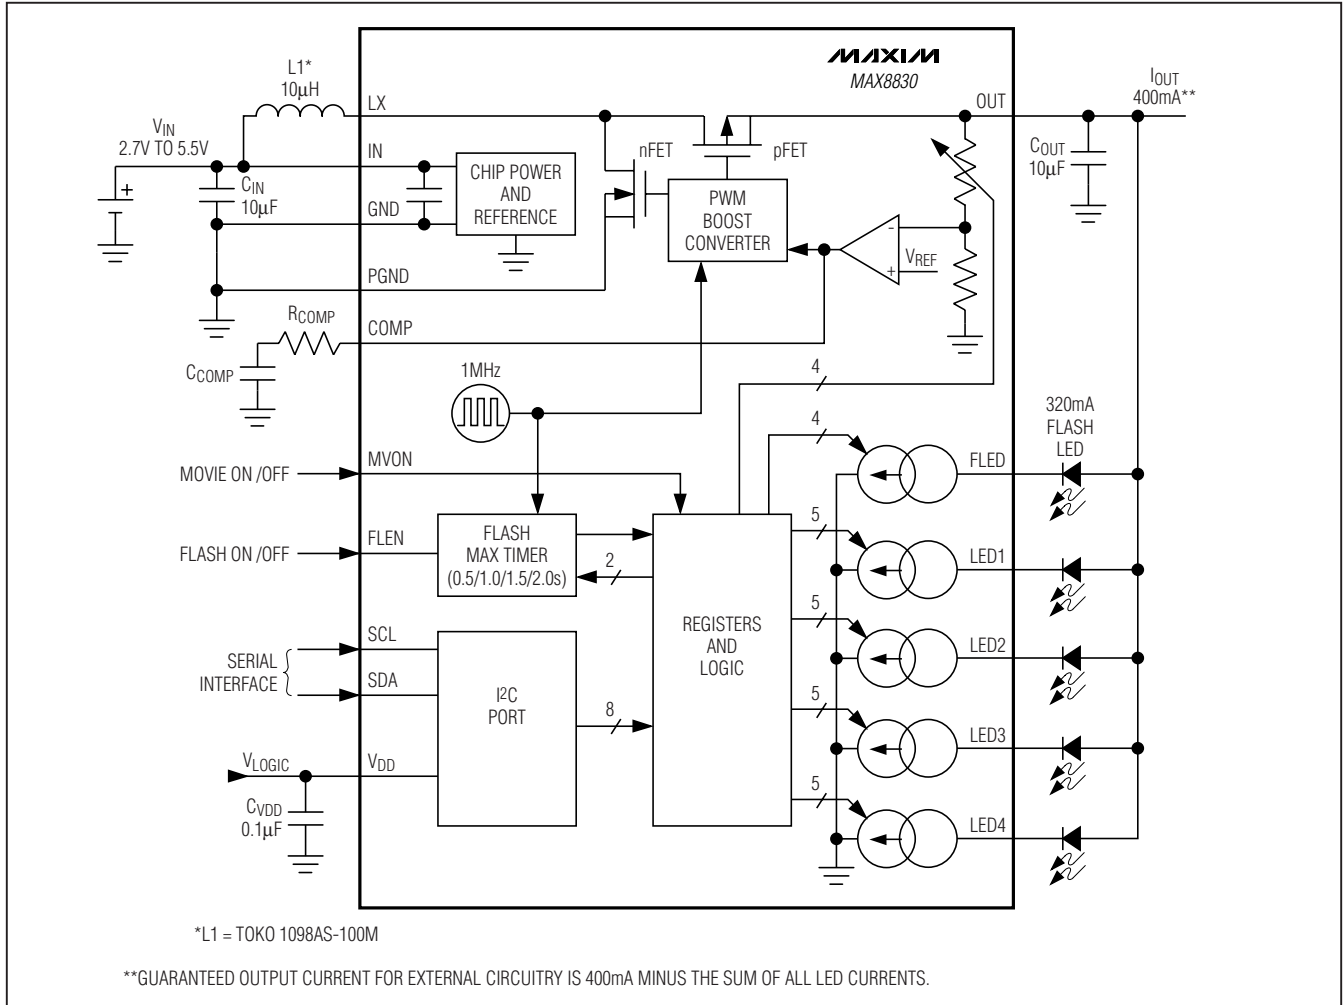 MAXIM
MAX8830
L1*
10µH
LX
OUT
IOUT
400mA**
VIN
2.7V TO 5.5V
IN
CIN
10µF
GND
CHIP POWER
AND
REFERENCE
nFET
pFET
PWM
BOOST
CONVERTER
-
+
VREF
COUT
10µF
+
PGND
RCOMP
COMP
CCOMP
1MHz
4
4
320mA
FLASH
LED
MOVIE ON /OFF
MVON
FLED
FLASH ON /OFF
FLEN
FLASH
MAX TIMER
(0.5/1.0/1.5/2.0s)
2
5
LED1
REGISTERS
AND
LOGIC
5
LED2
SERIAL
INTERFACE
SCL
SDA
I²C
PORT
8
5
LED3
VLOGIC
VDD
CVDD
0.1µF
5
LED4
*L1 = TOKO 1098AS-100M
**GUARANTEED OUTPUT CURRENT FOR EXTERNAL CIRCUITRY IS 400mA MINUS THE SUM OF ALL LED CURRENTS.